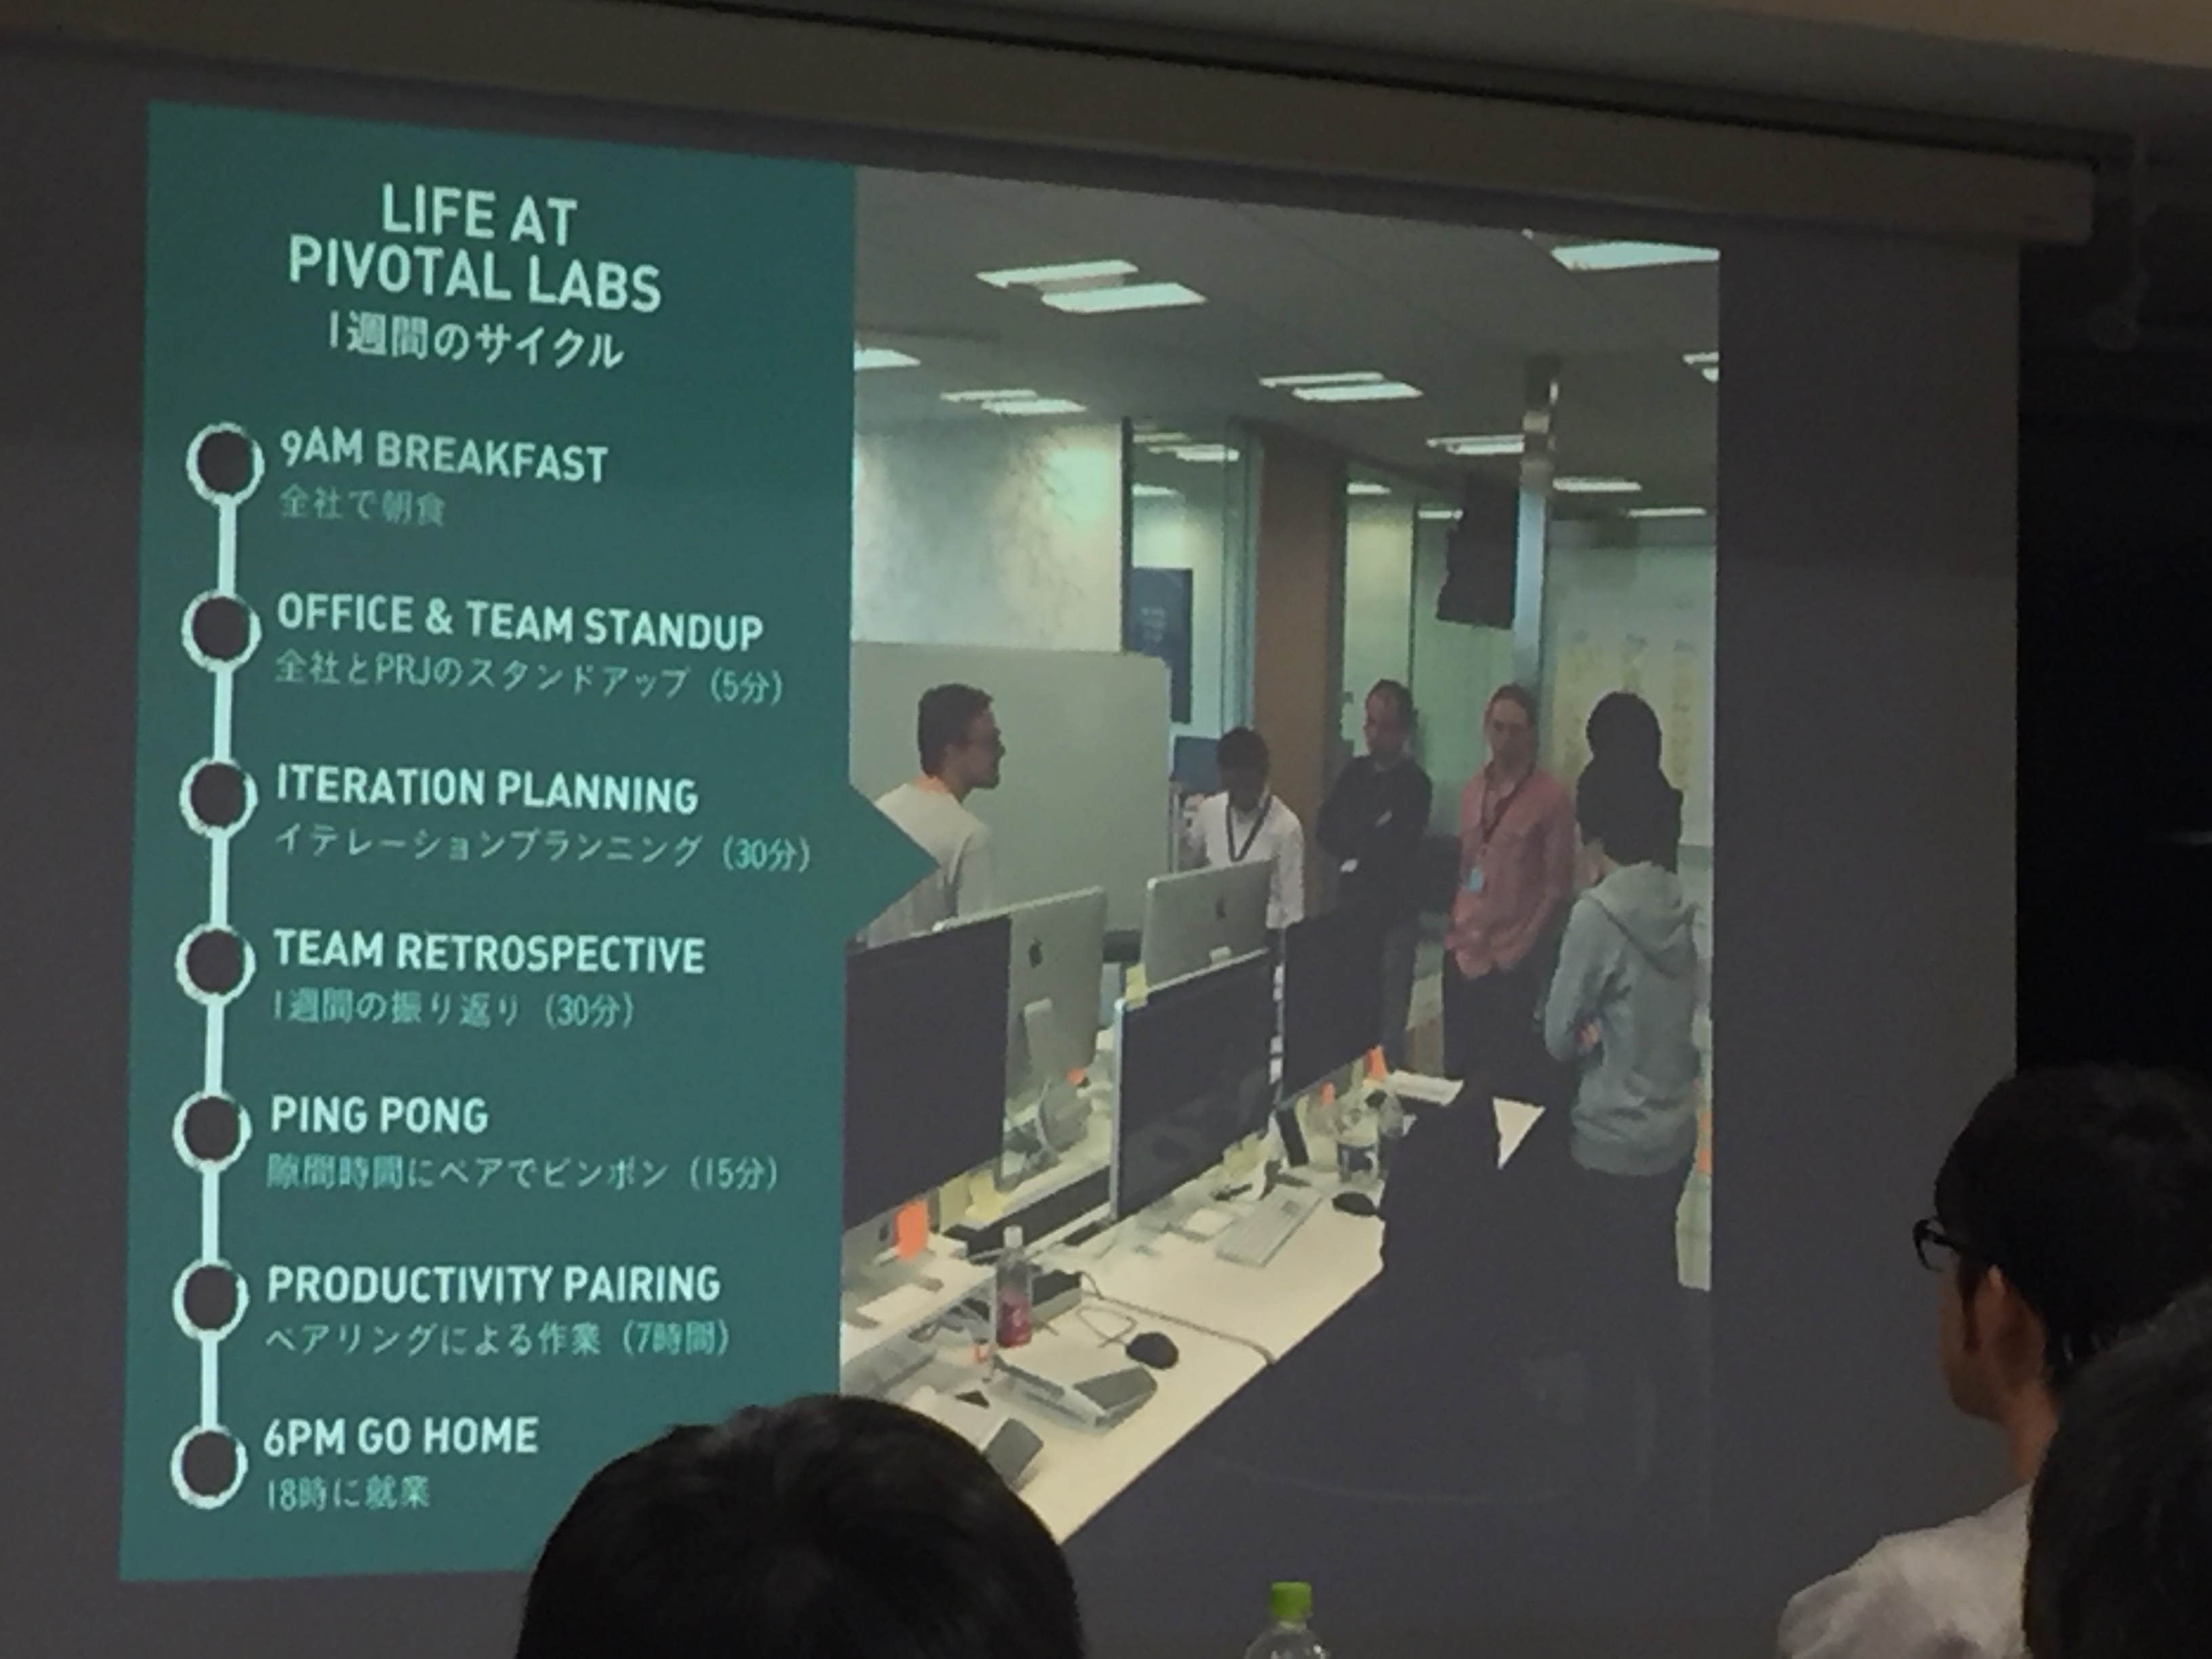 LIFE AT
PIVOTAL LABS
1週間のサイクル
9AM BREAKFAST
全社で朝食
OFFICE & TEAM STANDUP
全社とPRJのスタンドアップ (5分)
ITERATION PLANNING
イテレーションプランニング (30分)
TEAM RETROSPECTIVE
1週間の振り返り (30分)
PING PONG
隙間時間にペアでピンポン (15分)
PRODUCTIVITY PAIRING
ペアリングによる作業 (7時間)
6PM GO HOME
18時に就業